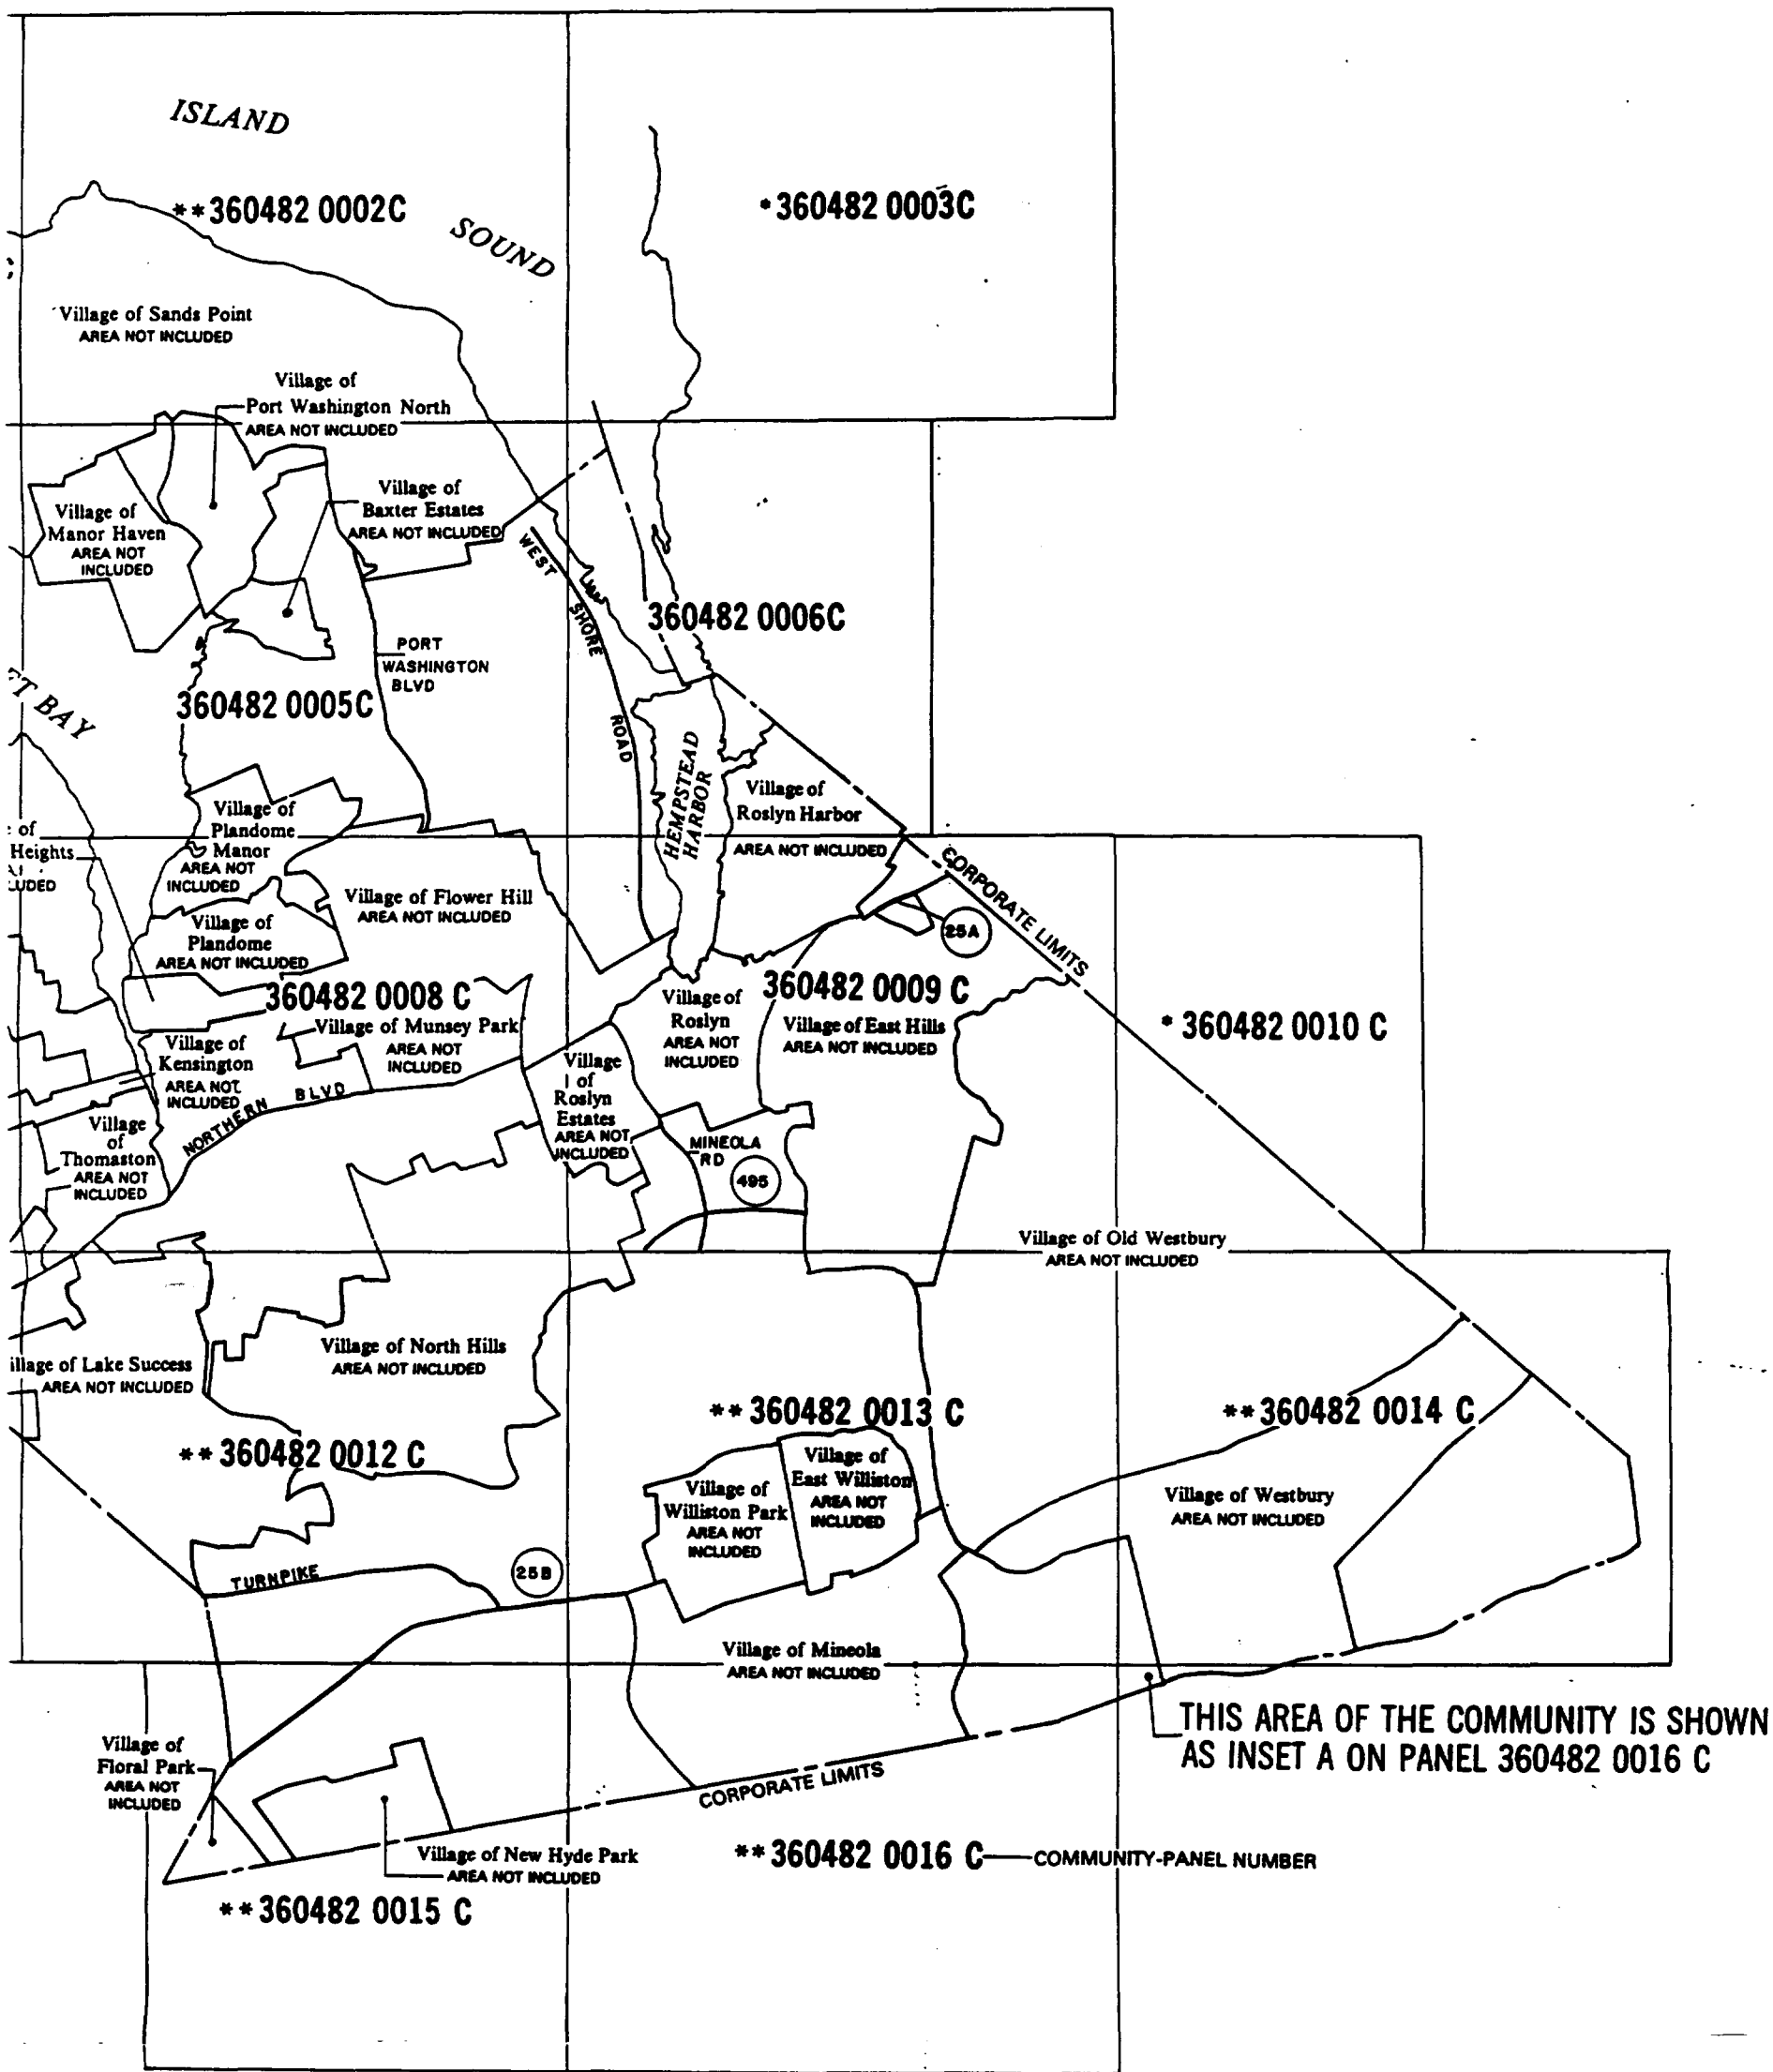 ISLAND
**360482 0002C
*360482 0003C
SOUND
Village of Sands Point
AREA NOT INCLUDED
Village of
Port Washington North
AREA NOT INCLUDED
Village of
Manor Haven
AREA NOT
INCLUDED
Village of
Baxter Estates
AREA NOT INCLUDED
WEST
SHORE
ROAD
360482 0006C
PORT
WASHINGTON
BLVD
360482 0005C
BAY
HEMPSTEAD
HARBOR
Village of
Roslyn Harbor
AREA NOT INCLUDED
Village of
Plandome
Manor
AREA NOT
INCLUDED
of
Heights
Village of Flower Hill
AREA NOT INCLUDED
CORPORATE LIMITS
25A
Village of
Plandome
AREA NOT INCLUDED
360482 0008 C
Village of
Roslyn
AREA NOT
INCLUDED
360482 0009 C
Village of East Hills
AREA NOT INCLUDED
*360482 0010 C
Village of Munsey Park
AREA NOT
INCLUDED
Village of
Kensington
AREA NOT
INCLUDED
NORTHERN BLVD
Village
of
Roslyn
Estates
AREA NOT
INCLUDED
Village
of
Thomaston
AREA NOT
INCLUDED
MINEOLA
RD
495
Village of Old Westbury
AREA NOT INCLUDED
Village of North Hills
AREA NOT INCLUDED
illage of Lake Success
AREA NOT INCLUDED
**360482 0013 C
**360482 0014 C
**360482 0012 C
Village of
Williston Park
AREA NOT
INCLUDED
Village of
East Williston
AREA NOT
INCLUDED
Village of Westbury
AREA NOT INCLUDED
TURNPIKE
25B
Village of Mineola
AREA NOT INCLUDED
THIS AREA OF THE COMMUNITY IS SHOWN
AS INSET A ON PANEL 360482 0016 C
Village of
Floral Park
AREA NOT
INCLUDED
CORPORATE LIMITS
Village of New Hyde Park
AREA NOT INCLUDED
**360482 0016 C
COMMUNITY-PANEL NUMBER
**360482 0015 C